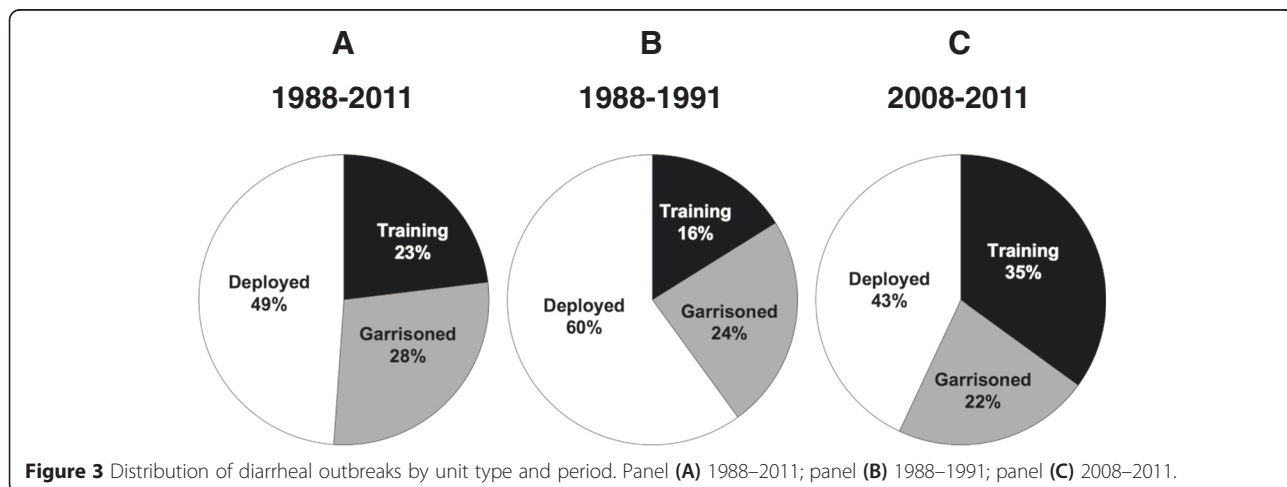 A
1988-2011
Training
23%
Deployed
49%
Garrisoned
28%
B
1988-1991
Training
16%
Deployed
60%
Garrisoned
24%
C
2008-2011
Training
35%
Deployed
43%
Garrisoned
22%
Figure 3 Distribution of diarrheal outbreaks by unit type and period. Panel (A) 1988–2011; panel (B) 1988–1991; panel (C) 2008–2011.